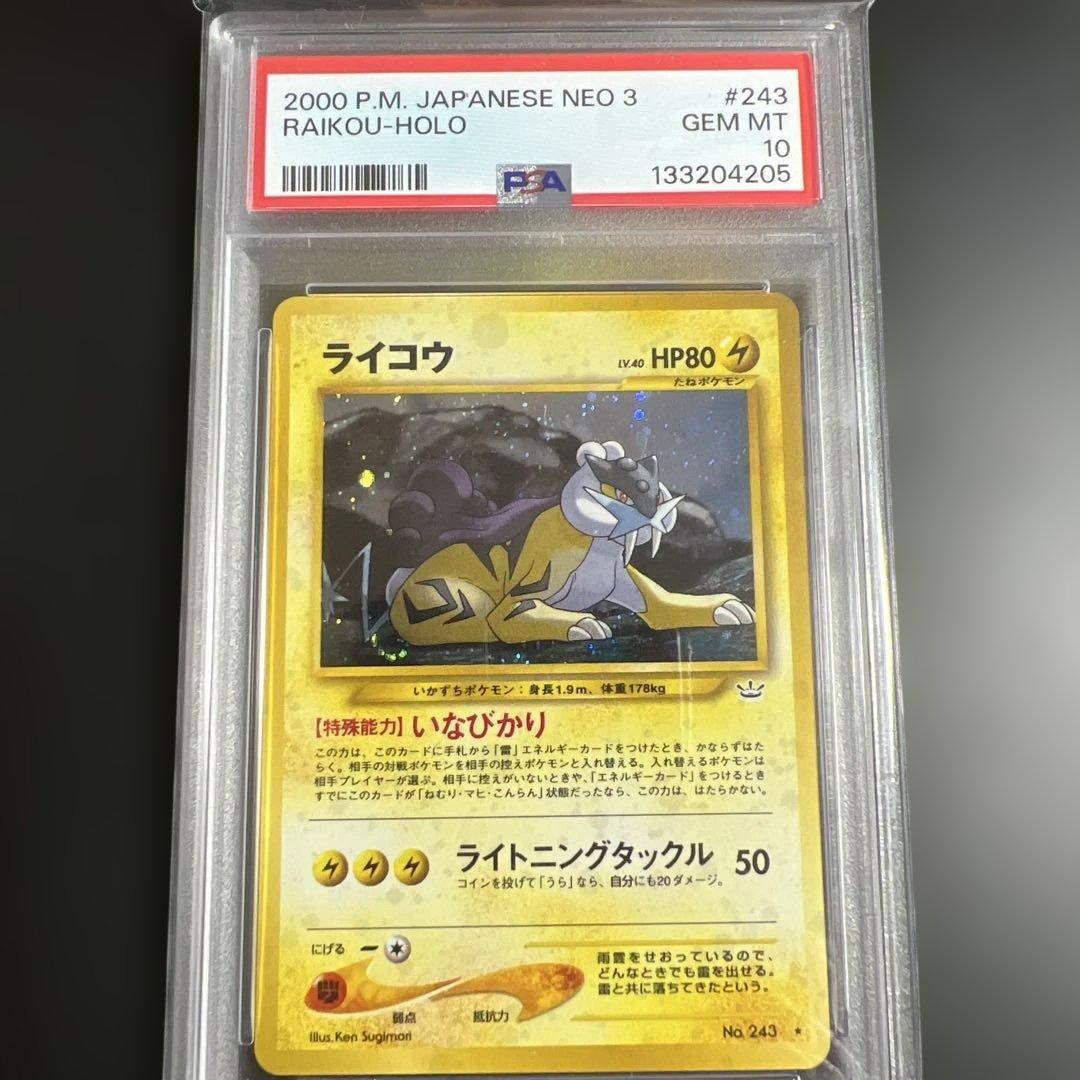 2000 P.M. JAPANESE NEO 3 #243
RAIKOU-HOLO GEM MT
10
PSA 133204205
ライコウ LV.40 HP80
たねポケモン
いかずちポケモン：身長1.9m、体重178kg
【特殊能力】いなびかり
この力は、このカードに手札から「雷」エネルギーカードをつけたとき、かならずはた
らく。相手の対戦ポケモンを相手の控えポケモンと入れ替える。入れ替えるポケモンは
相手プレイヤーが選ぶ。相手に控えがいないときや、「エネルギーカード」をつけるとき
すでにこのカードが「ねむり・マヒ・こんらん」状態だったなら、この力は、はたらかない。
ライトニングタックル 50
コインを投げて「うら」なら、自分にも20ダメージ。
にげる
雨雲をせおっているので、
どんなときでも雷を出せる。
雷と共に落ちてきたという。
弱点 抵抗力
Illus. Ken Sugimori No. 243 ★